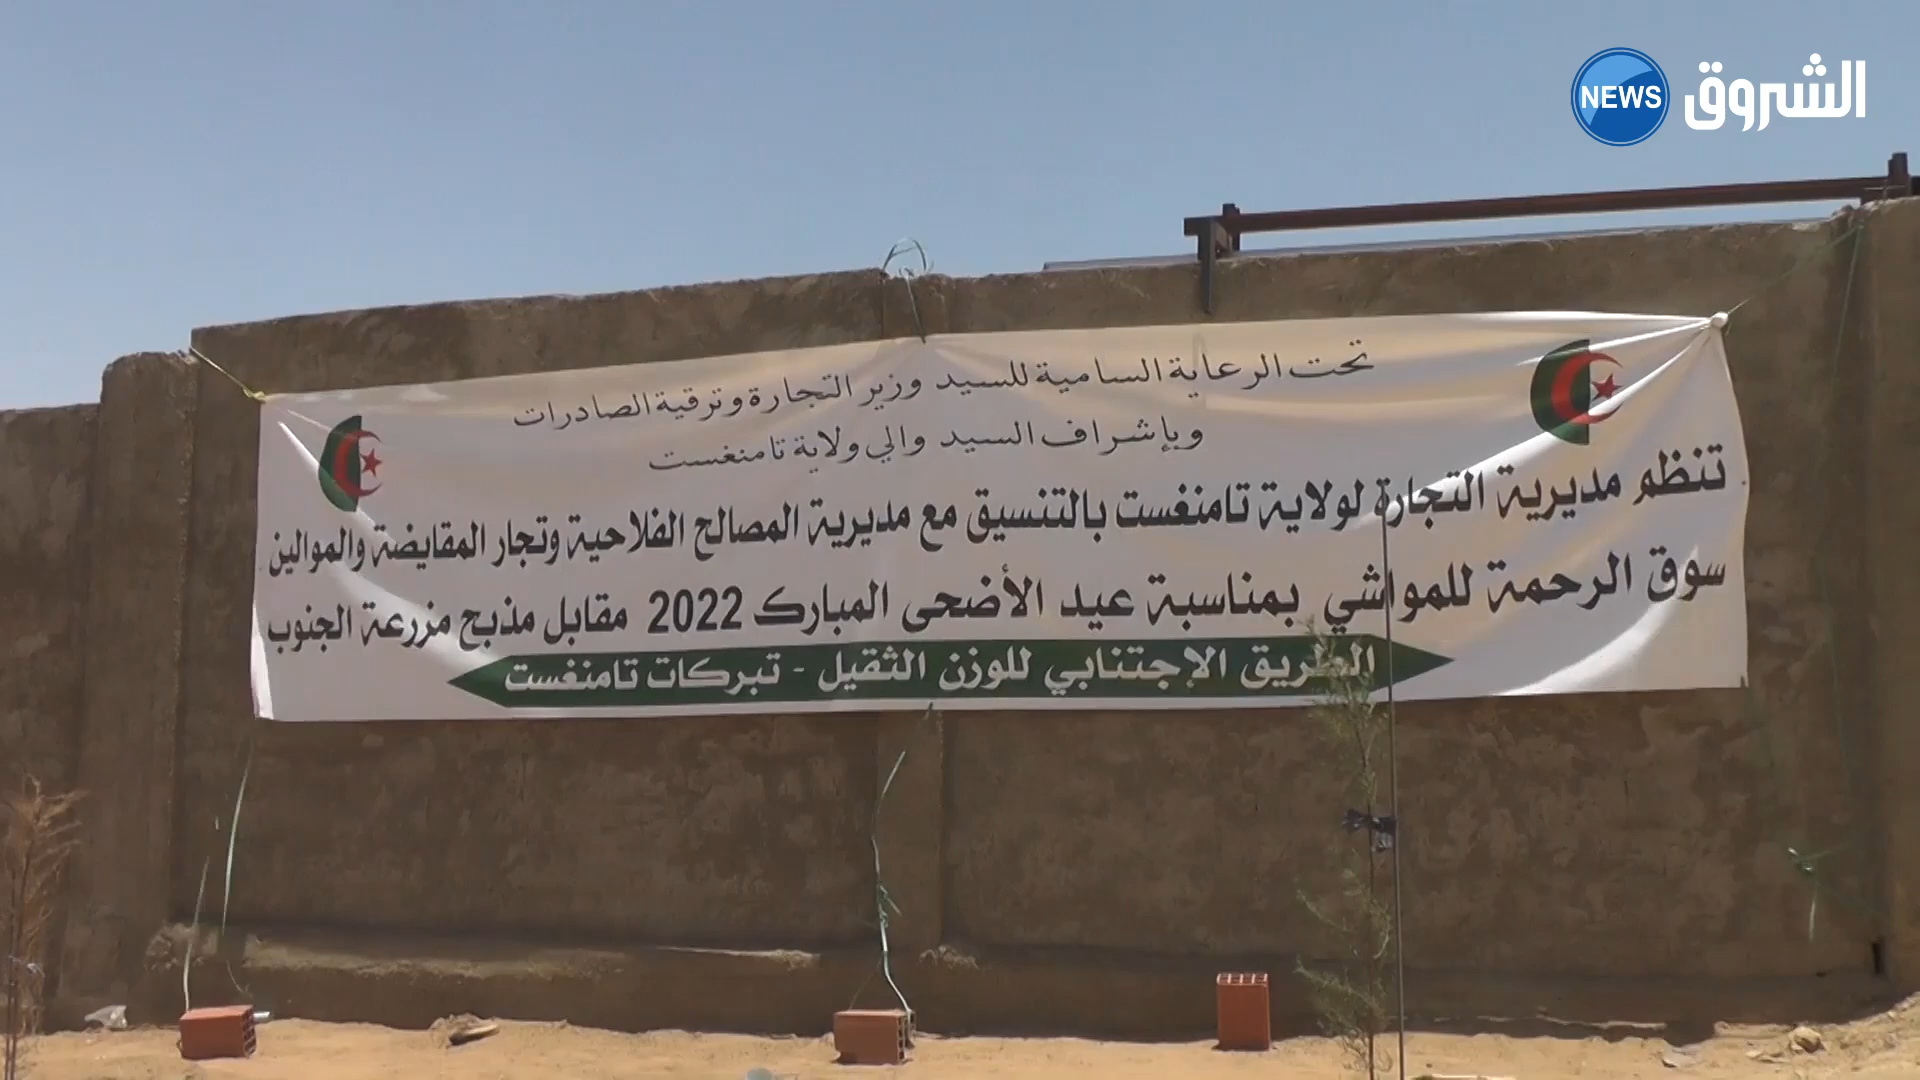 NEWS الشروق
تحت الرعاية السامية للسيد وزير التجارة وترقية الصادرات
وبإشراف السيد والي ولاية تامنغست
تنظم مديرية التجارة لولاية تامنغست بالتنسيق مع مديرية المصالح الفلاحية وتجار المقايضة والموالين
سوق الرحمة للمواشي بمناسبة عيد الأضحى المبارك 2022 مقابل مذبح مزرعة الجنوب
الطريق الإجتنابي للوزن الثقيل - تبركات تامنغست